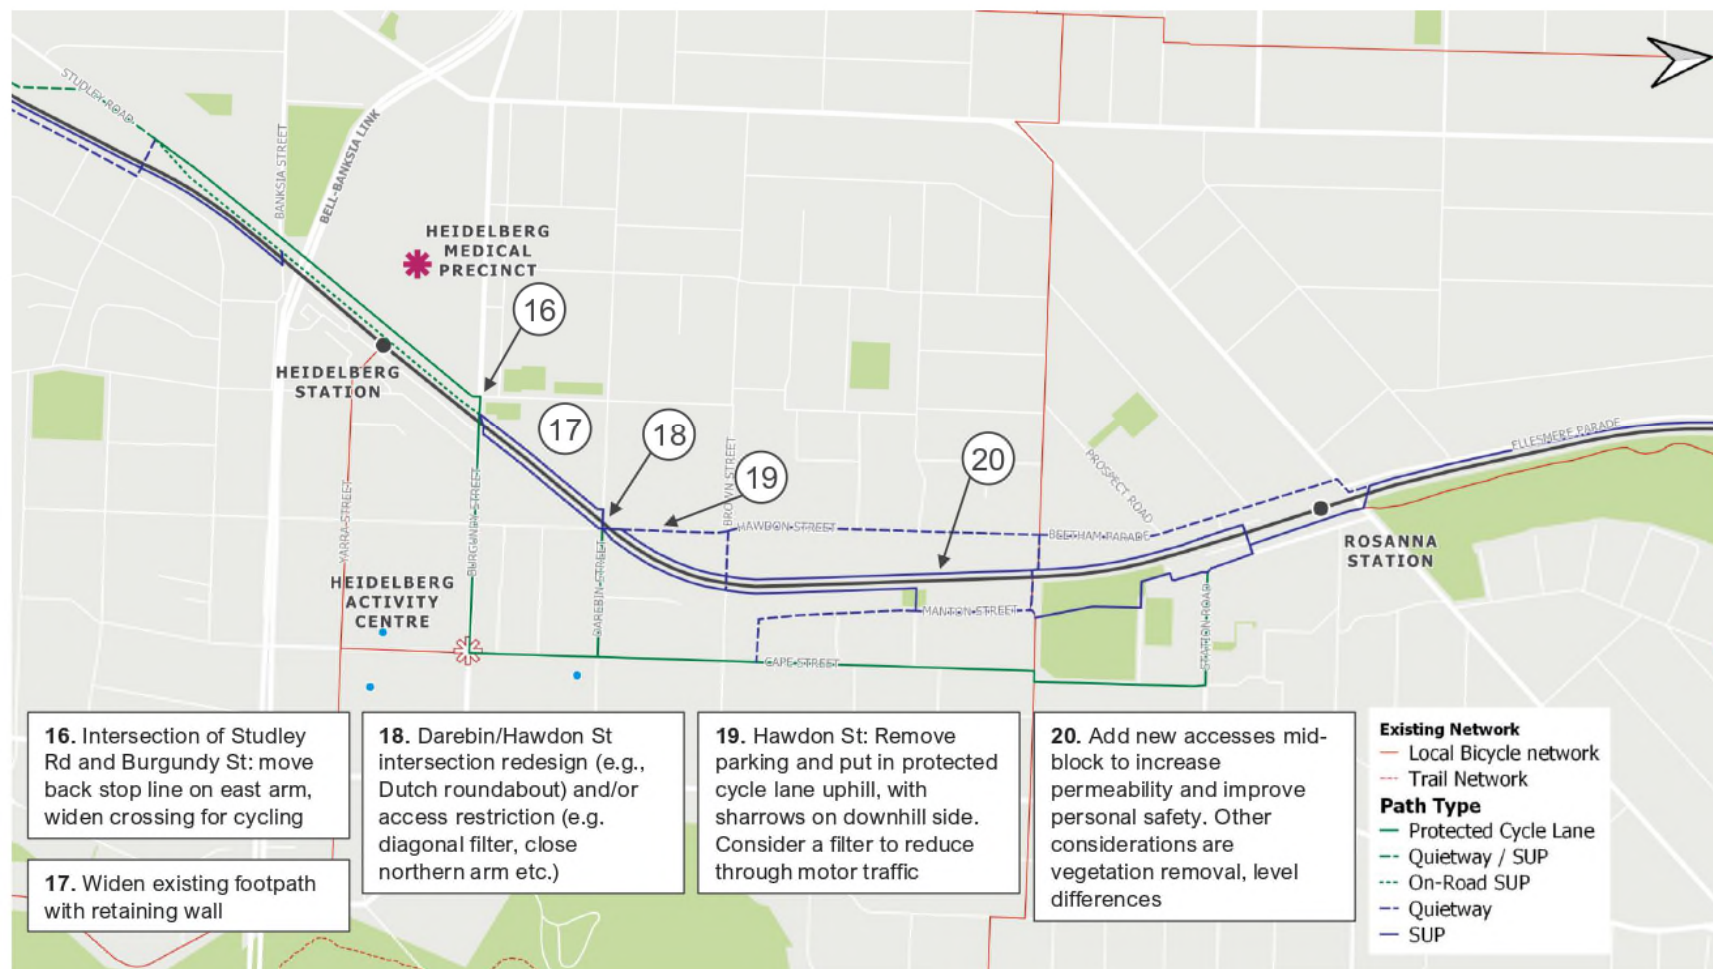 STUDLEY ROAD
BANKSIA STREET
BELL-BANKSIA LINK
HEIDELBERG
MEDICAL
PRECINCT
16
HEIDELBERG
STATION
17
18
19
20
BROWN STREET
PROSPECT ROAD
ELLESMERE PARADE
YARRA STREET
BURGUNDY STREET
HAWDON STREET
BEETHAM PARADE
ROSANNA
STATION
HEIDELBERG
ACTIVITY
CENTRE
DAREBIN STREET
MANTON STREET
STATION ROAD
CAPE STREET
16. Intersection of Studley
Rd and Burgundy St: move
back stop line on east arm,
widen crossing for cycling
17. Widen existing footpath
with retaining wall
18. Darebin/Hawdon St
intersection redesign (e.g.,
Dutch roundabout) and/or
access restriction (e.g.
diagonal filter, close
northern arm etc.)
19. Hawdon St: Remove
parking and put in protected
cycle lane uphill, with
sharrows on downhill side.
Consider a filter to reduce
through motor traffic
20. Add new accesses mid-
block to increase
permeability and improve
personal safety. Other
considerations are
vegetation removal, level
differences
Existing Network
Local Bicycle network
Trail Network
Path Type
Protected Cycle Lane
Quietway / SUP
On-Road SUP
Quietway
SUP